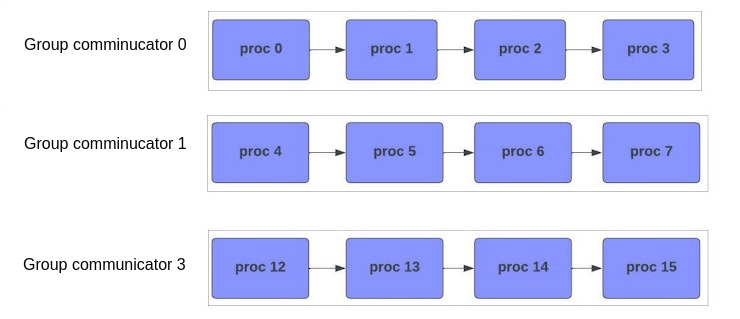 Group comminucator 0
proc 0
proc 1
proc 2
proc 3
Group comminucator 1
proc 4
proc 5
proc 6
proc 7
Group communicator 3
proc 12
proc 13
proc 14
proc 15